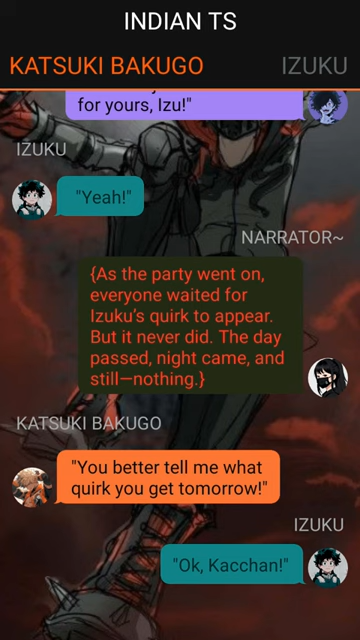 INDIAN TS
KATSUKI BAKUGO IZUKU
for yours, Izu!"
IZUKU
"Yeah!"
NARRATOR~
{As the party went on,
everyone waited for
Izuku's quirk to appear.
But it never did. The day
passed, night came, and
still—nothing.}
KATSUKI BAKUGO
"You better tell me what
quirk you get tomorrow!"
IZUKU
"Ok, Kacchan!"